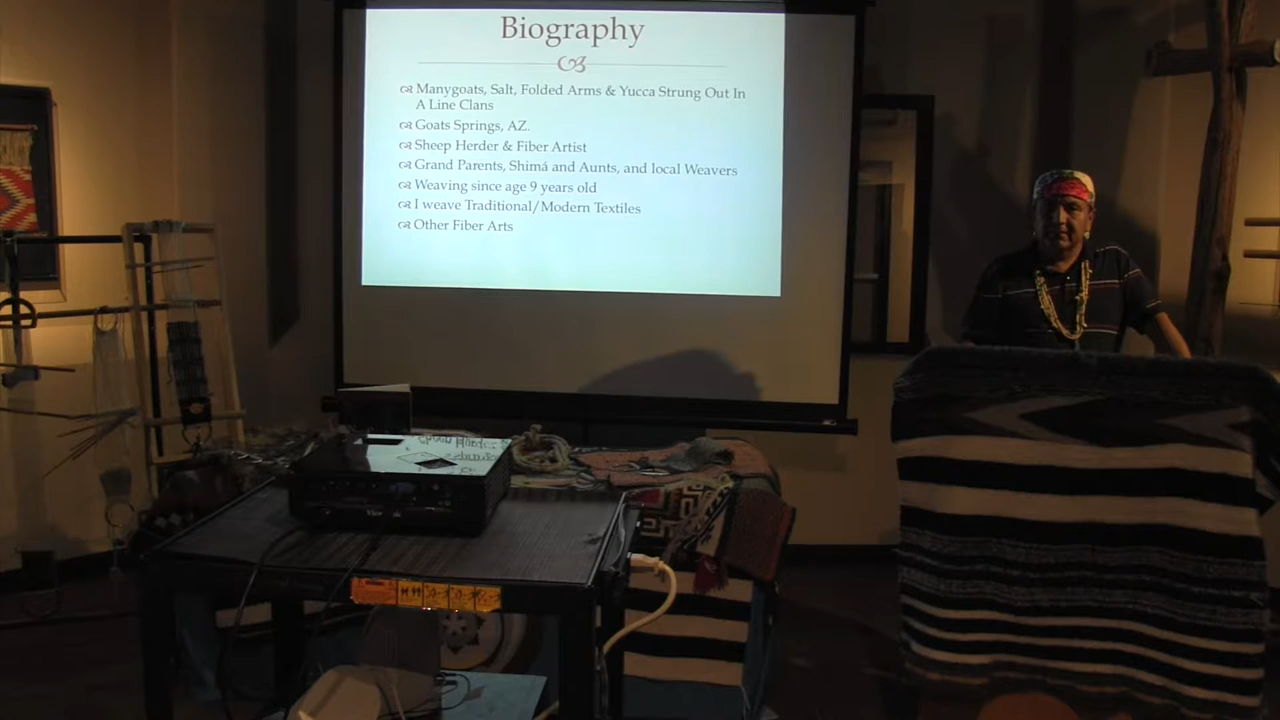 Biography
Manygoats, Salt, Folded Arms & Yucca Strung Out In
A Line Clans
Goats Springs, AZ.
Sheep Herder & Fiber Artist
Grand Parents, Shimá and Aunts, and local Weavers
Weaving since age 9 years old
I weave Traditional/Modern Textiles
Other Fiber Arts